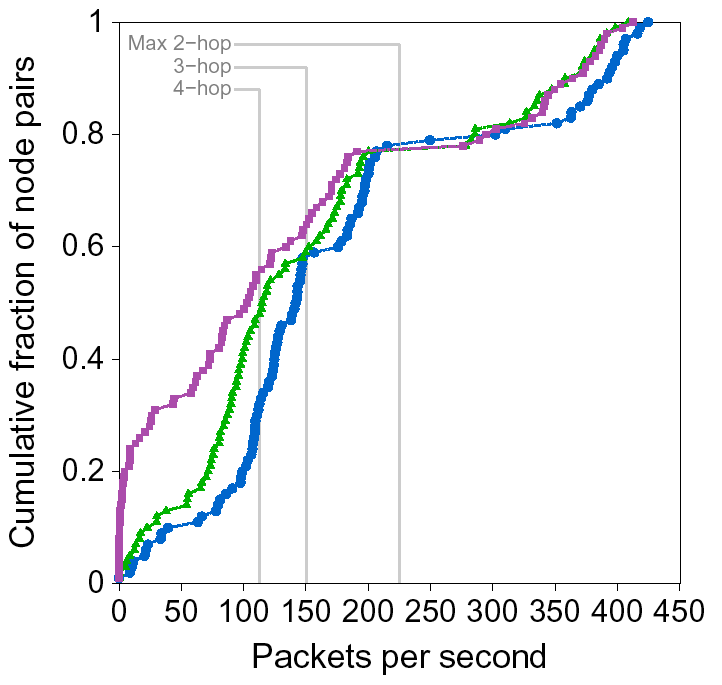 Cumulative fraction of node pairs
1
0.8
0.6
0.4
0.2
0
Max 2-hop
3-hop
4-hop
0 50 100 150 200 250 300 350 400 450
Packets per second